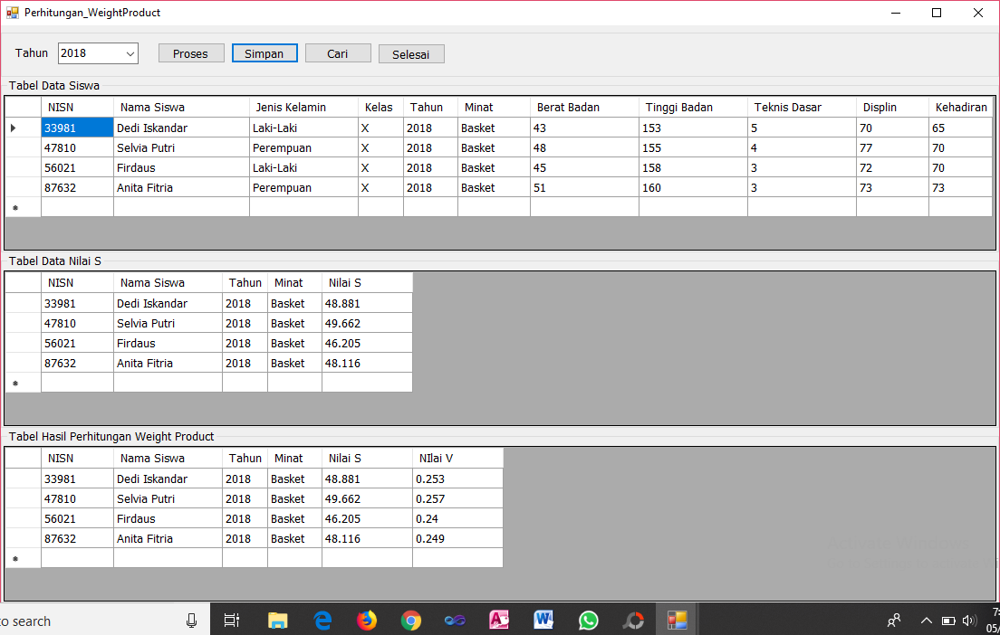 Perhitungan_WeightProduct
Tahun 2018 Proses Simpan Cari Selesai
Tabel Data Siswa
NISN Nama Siswa Jenis Kelamin Kelas Tahun Minat Berat Badan Tinggi Badan Teknis Dasar Displin Kehadiran
33981 Dedi Iskandar Laki-Laki X 2018 Basket 43 153 5 70 65
47810 Selvia Putri Perempuan X 2018 Basket 48 155 4 77 70
56021 Firdaus Laki-Laki X 2018 Basket 45 158 3 72 70
87632 Anita Fitria Perempuan X 2018 Basket 51 160 3 73 73
Tabel Data Nilai S
NISN Nama Siswa Tahun Minat Nilai S
33981 Dedi Iskandar 2018 Basket 48.881
47810 Selvia Putri 2018 Basket 49.662
56021 Firdaus 2018 Basket 46.205
87632 Anita Fitria 2018 Basket 48.116
Tabel Hasil Perhitungan Weight Product
NISN Nama Siswa Tahun Minat Nilai S NIlai V
33981 Dedi Iskandar 2018 Basket 48.881 0.253
47810 Selvia Putri 2018 Basket 49.662 0.257
56021 Firdaus 2018 Basket 46.205 0.24
87632 Anita Fitria 2018 Basket 48.116 0.249
to search